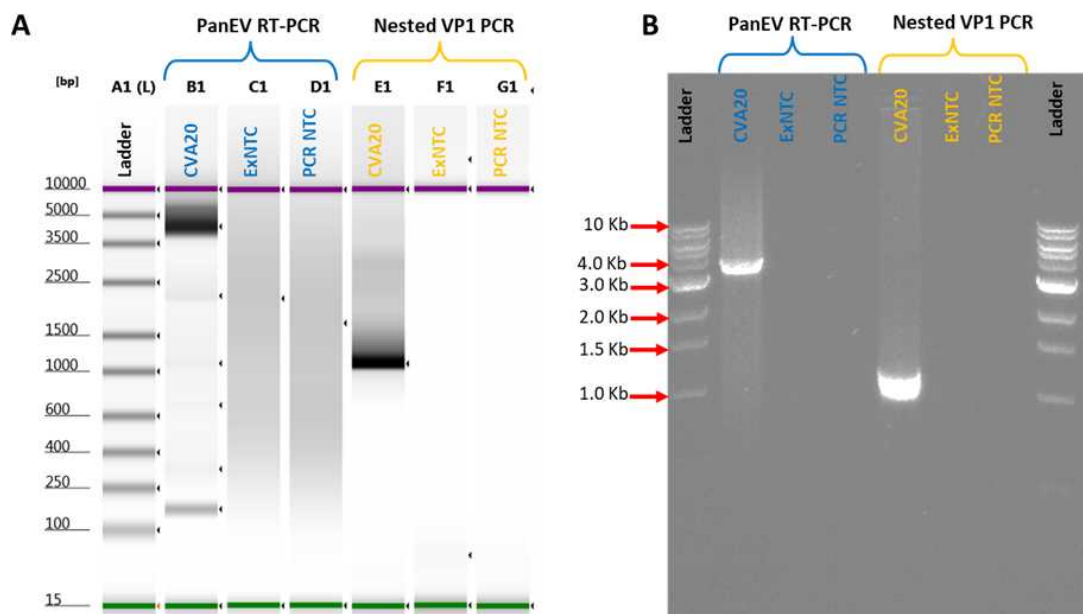 A
PanEV RT-PCR
Nested VP1 PCR
[bp]
A1 (L)
B1
C1
D1
E1
F1
G1
Ladder
CVA20
ExNTC
PCR NTC
CVA20
ExNTC
PCR NTC
10000
5000
3500
2500
1500
1000
600
400
250
100
15
B
PanEV RT-PCR
Nested VP1 PCR
Ladder
CVA20
ExNTC
PCR NTC
CVA20
ExNTC
PCR NTC
Ladder
10 Kb
4.0 Kb
3.0 Kb
2.0 Kb
1.5 Kb
1.0 Kb